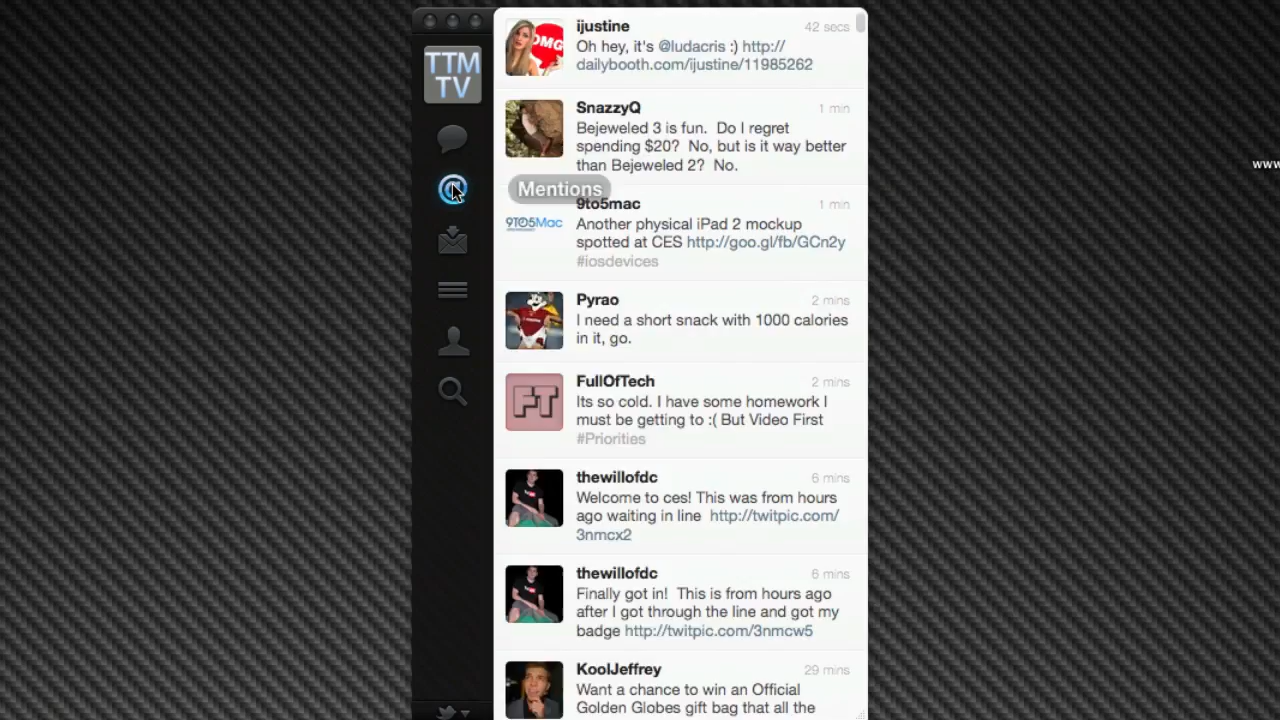 TTM
TV
ijustine 42 secs
OMG
Oh hey, it's @ludacris :) http://
dailybooth.com/ijustine/11985262
SnazzyQ 1 min
Bejeweled 3 is fun. Do I regret
spending $20? No, but is it way better
than Bejeweled 2? No.
Mentions
9to5mac 1 min
9TO5Mac
Another physical iPad 2 mockup
spotted at CES http://goo.gl/fb/GCn2y
#iosdevices
Pyrao 2 mins
I need a short snack with 1000 calories
in it, go.
FullOfTech 2 mins
FT
Its so cold. I have some homework I
must be getting to :( But Video First
#Priorities
thewillofdc 6 mins
Welcome to ces! This was from hours
ago waiting in line http://twitpic.com/
3nmcx2
thewillofdc 6 mins
Finally got in! This is from hours ago
after I got through the line and got my
badge http://twitpic.com/3nmcw5
KoolJeffrey 29 mins
Want a chance to win an Official
Golden Globes gift bag that all the
www